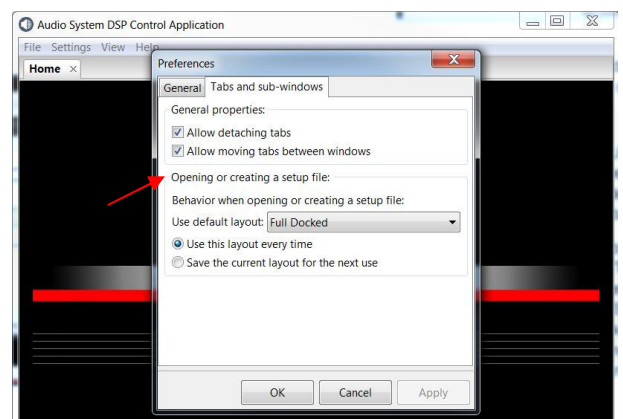 Audio System DSP Control Application
File Settings View Help
Home ×
Preferences
General Tabs and sub-windows
General properties:
Allow detaching tabs
Allow moving tabs between windows
Opening or creating a setup file:
Behavior when opening or creating a setup file:
Use default layout: Full Docked
Use this layout every time
Save the current layout for the next use
OK Cancel Apply